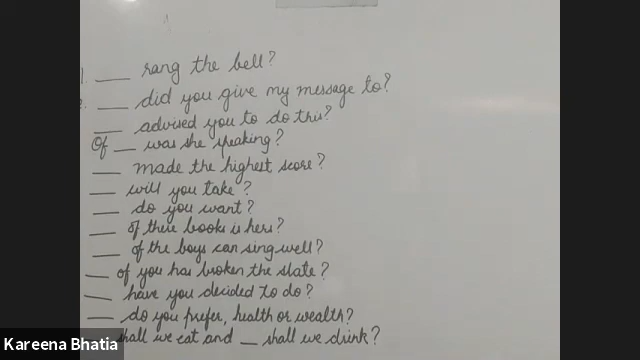 1. ___ rang the bell?
___ did you give my message to?
___ advised you to do this?
Of ___ was she speaking?
___ made the highest score?
___ will you take?
___ do you want?
___ of these books is hers?
___ of the boys can sing well?
___ of you has broken the slate?
___ have you decided to do?
___ do you prefer, health or wealth?
shall we eat and ___ shall we drink?
Kareena Bhatia